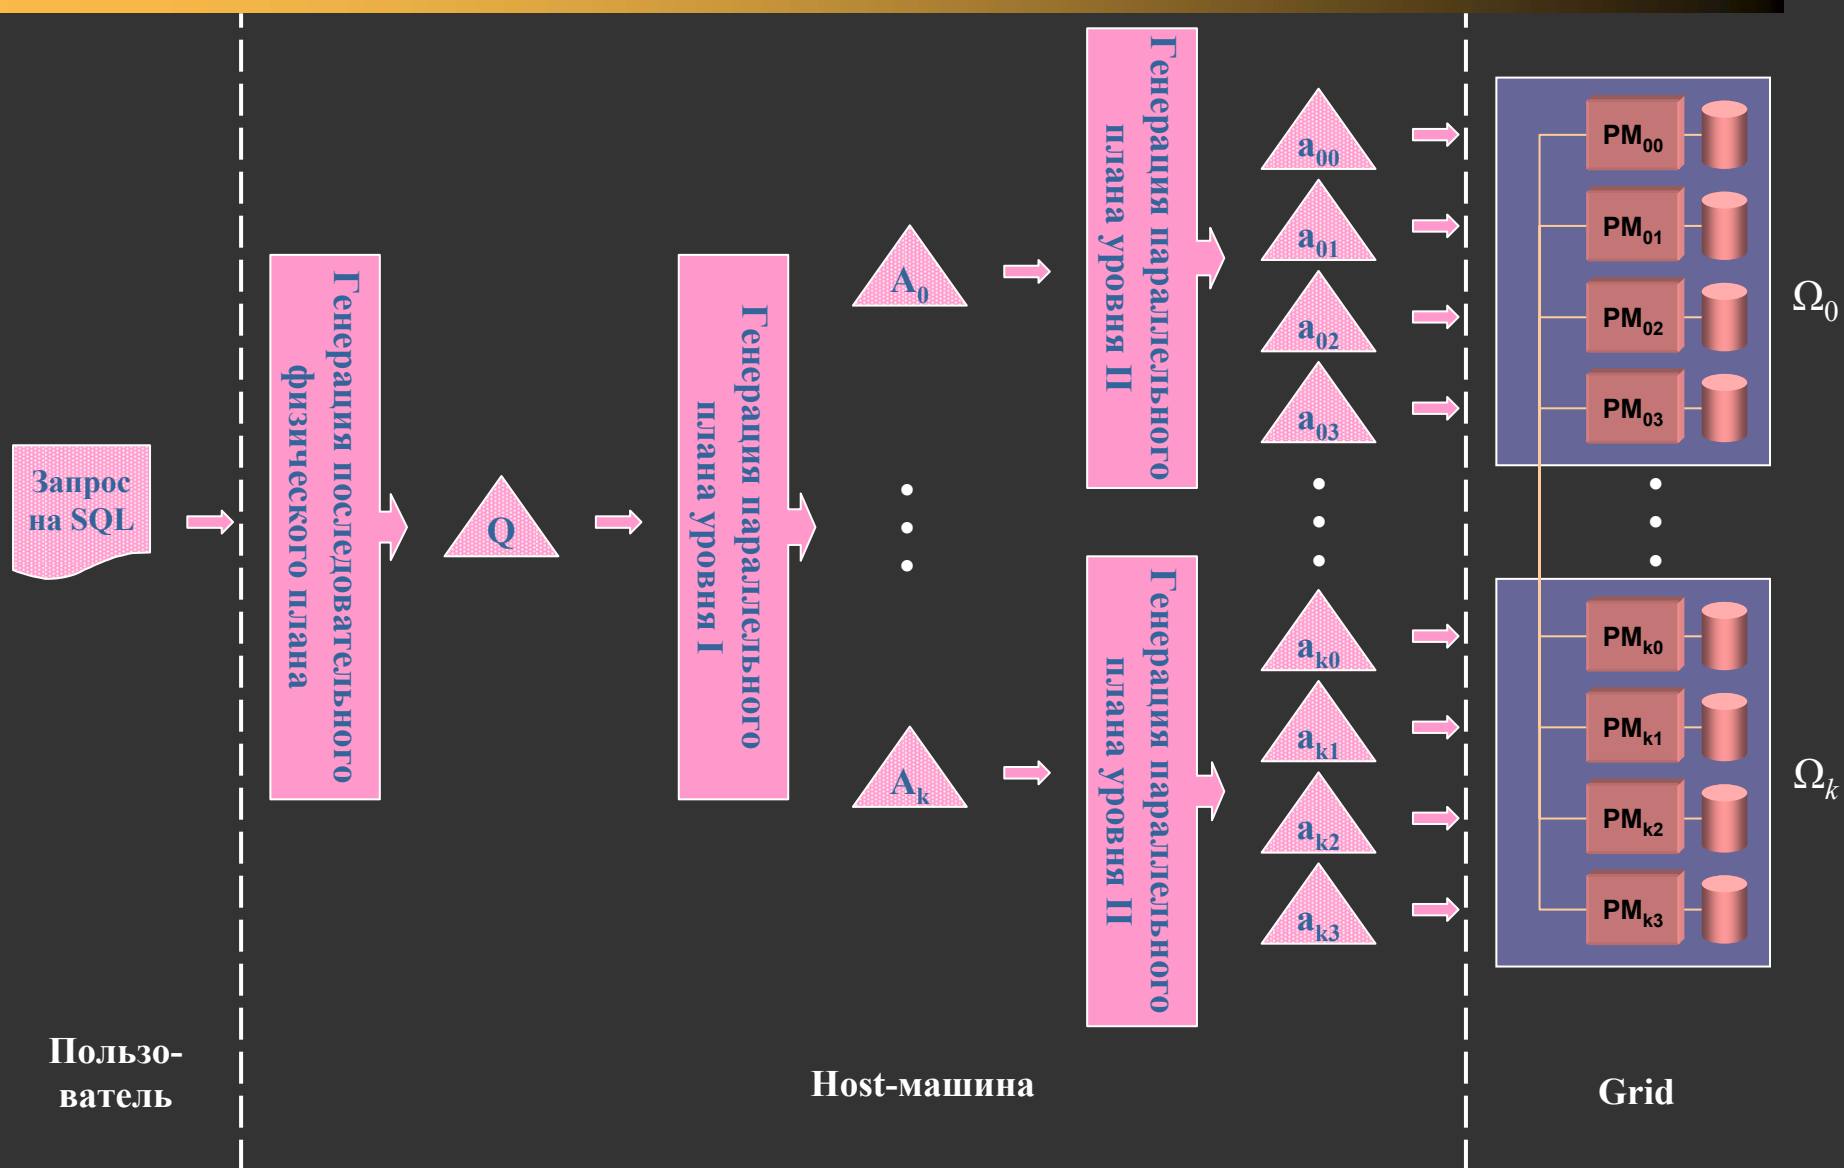 Запрос
на SQL
Генерация последовательного
физического плана
Q
Генерация параллельного
плана уровня I
A0
Ak
Генерация параллельного
плана уровня II
Генерация параллельного
плана уровня II
a00
a01
a02
a03
ak0
ak1
ak2
ak3
PM00
PM01
PM02
PM03
Ω0
PMk0
PMk1
PMk2
PMk3
Ωk
Пользо-
ватель
Host-машина
Grid